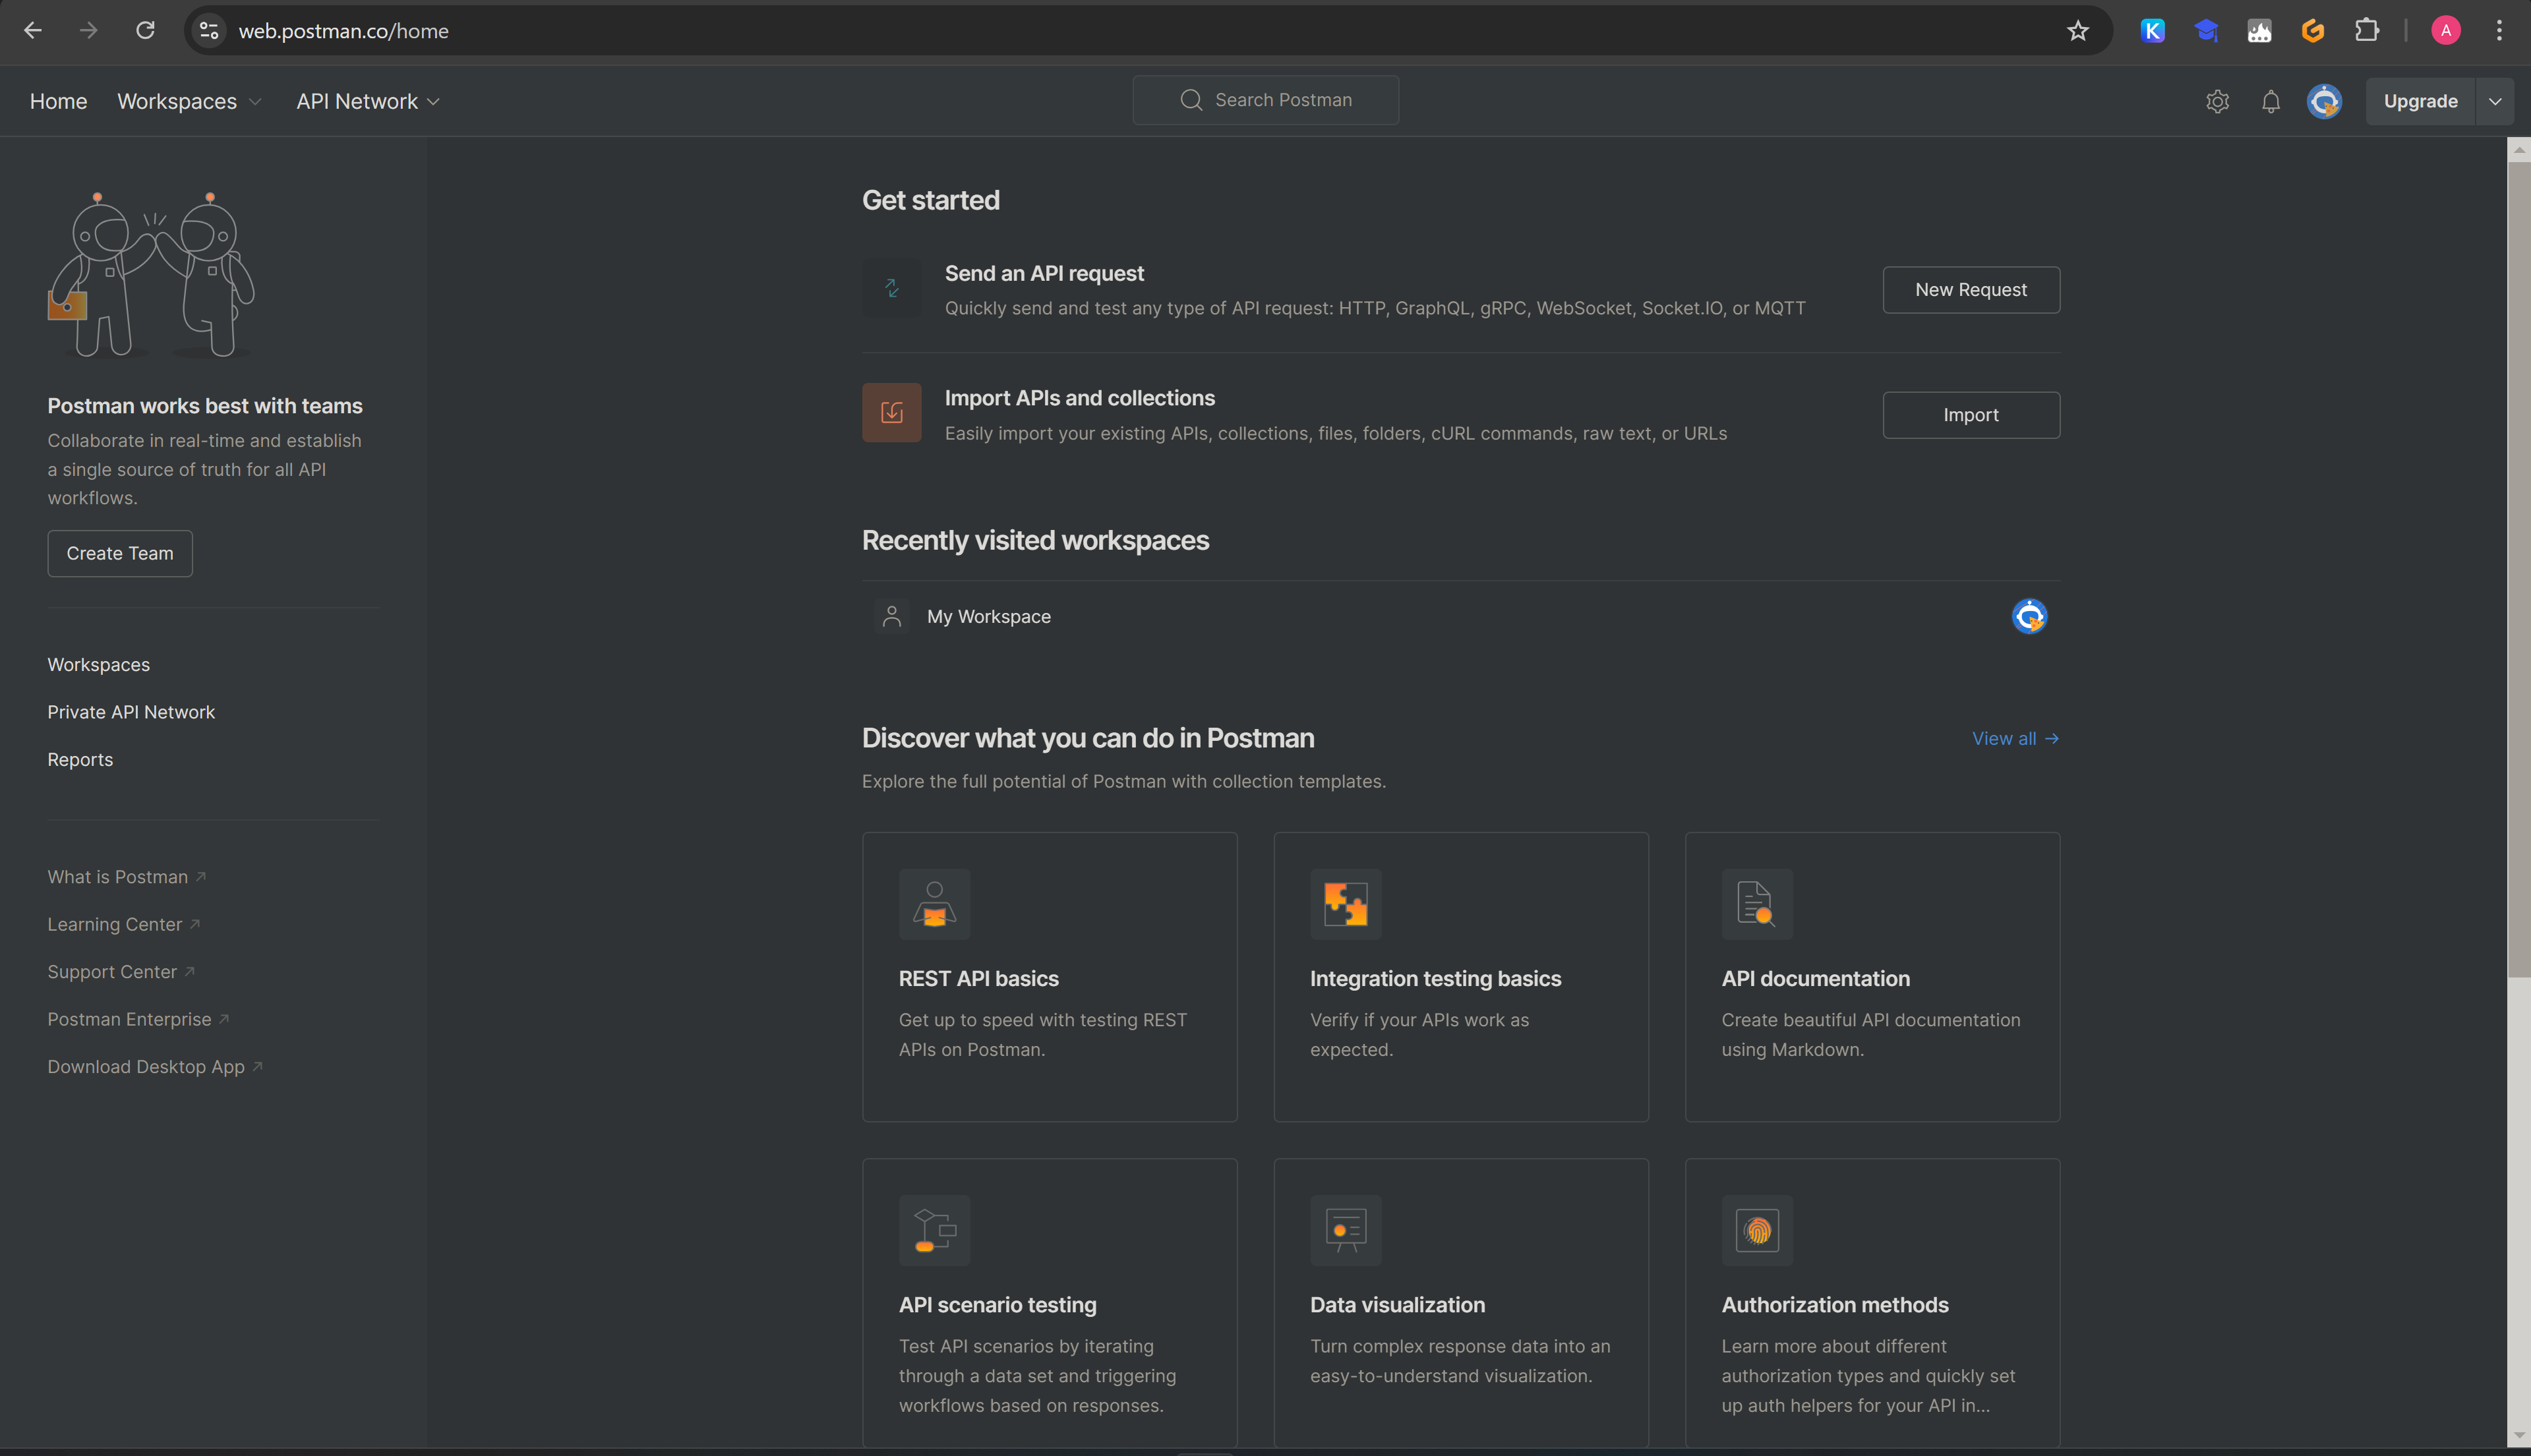 web.postman.co/home
K
G
A
Home
Workspaces
API Network
Search Postman
Upgrade
Postman works best with teams
Collaborate in real-time and establish
a single source of truth for all API
workflows.
Create Team
Workspaces
Private API Network
Reports
What is Postman
Learning Center
Support Center
Postman Enterprise
Download Desktop App
Get started
Send an API request
Quickly send and test any type of API request: HTTP, GraphQL, gRPC, WebSocket, Socket.IO, or MQTT
New Request
Import APIs and collections
Easily import your existing APIs, collections, files, folders, cURL commands, raw text, or URLs
Import
Recently visited workspaces
My Workspace
Discover what you can do in Postman
View all
Explore the full potential of Postman with collection templates.
REST API basics
Get up to speed with testing REST
APIs on Postman.
Integration testing basics
Verify if your APIs work as
expected.
API documentation
Create beautiful API documentation
using Markdown.
API scenario testing
Test API scenarios by iterating
through a data set and triggering
workflows based on responses.
Data visualization
Turn complex response data into an
easy-to-understand visualization.
Authorization methods
Learn more about different
authorization types and quickly set
up auth helpers for your API in...